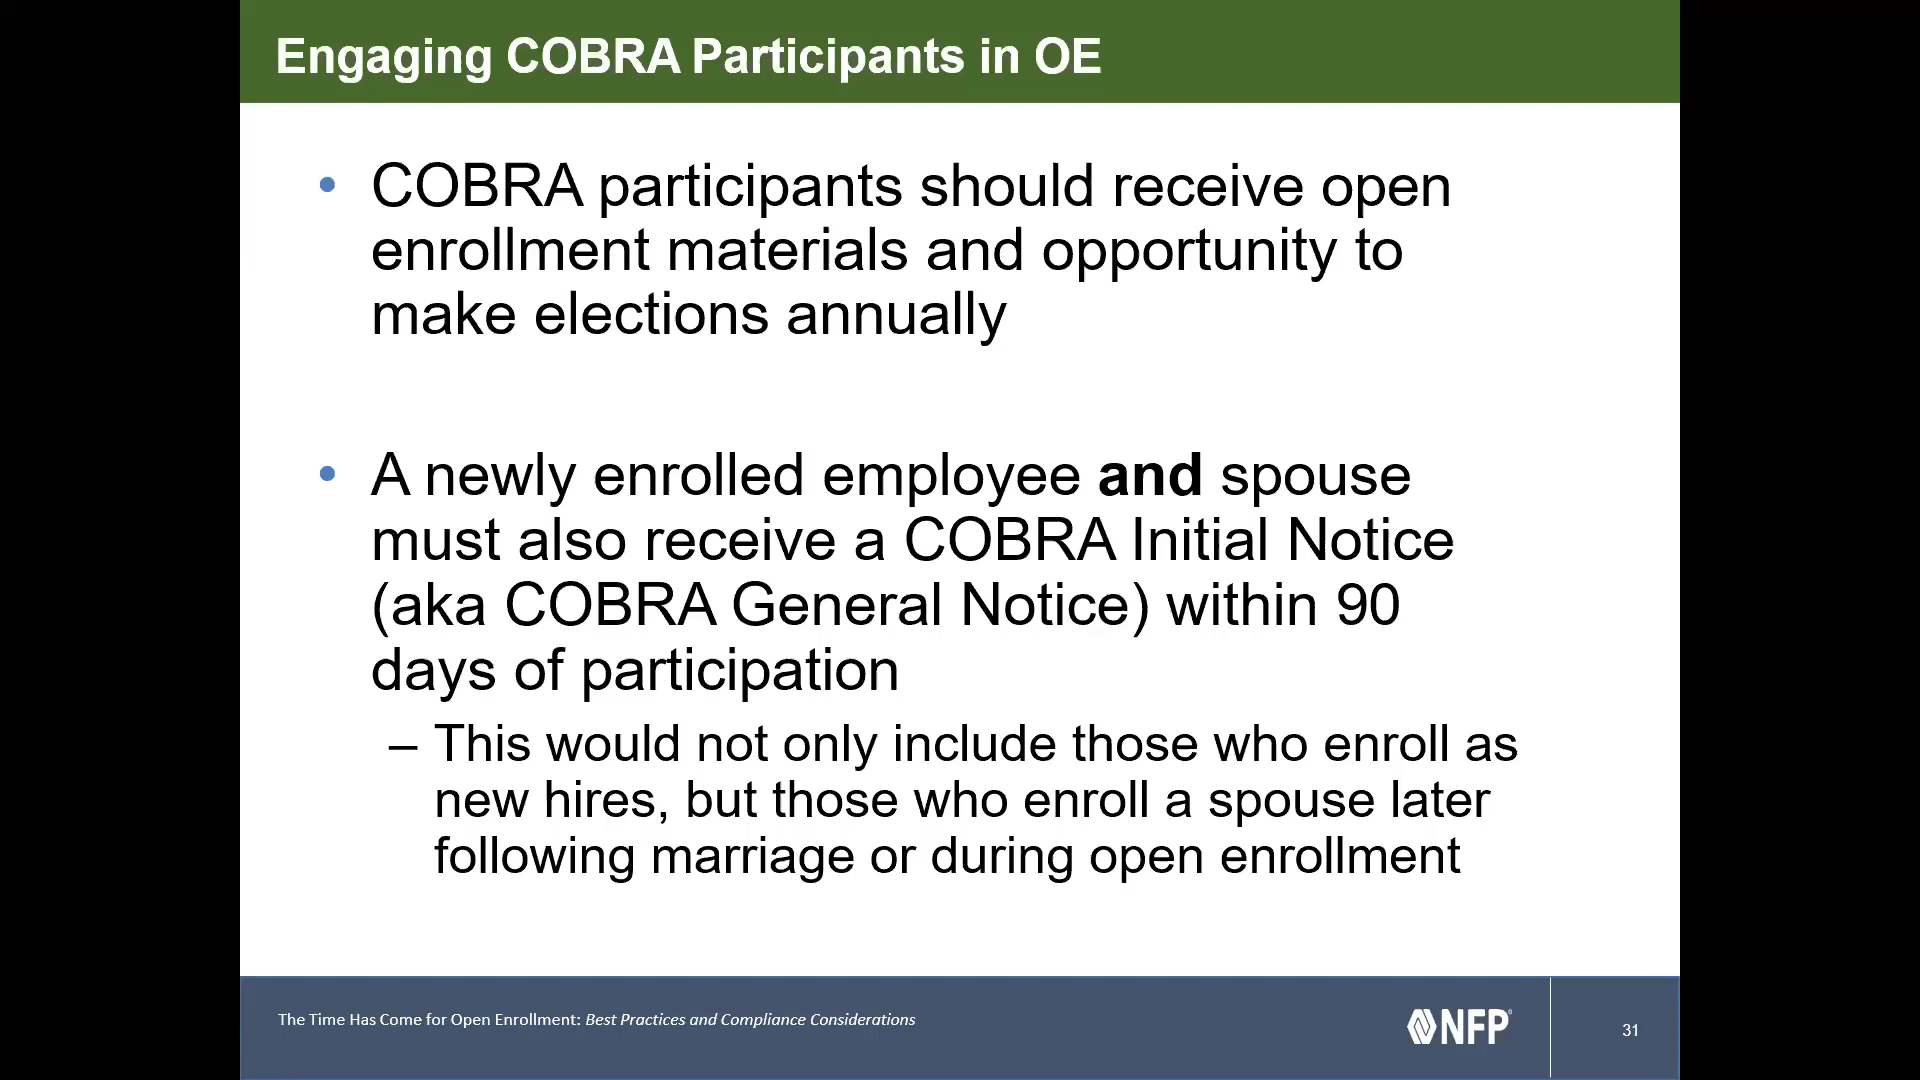 Engaging COBRA Participants in OE
• COBRA participants should receive open
enrollment materials and opportunity to
make elections annually
• A newly enrolled employee and spouse
must also receive a COBRA Initial Notice
(aka COBRA General Notice) within 90
days of participation
– This would not only include those who enroll as
new hires, but those who enroll a spouse later
following marriage or during open enrollment
The Time Has Come for Open Enrollment: Best Practices and Compliance Considerations
NFP
31